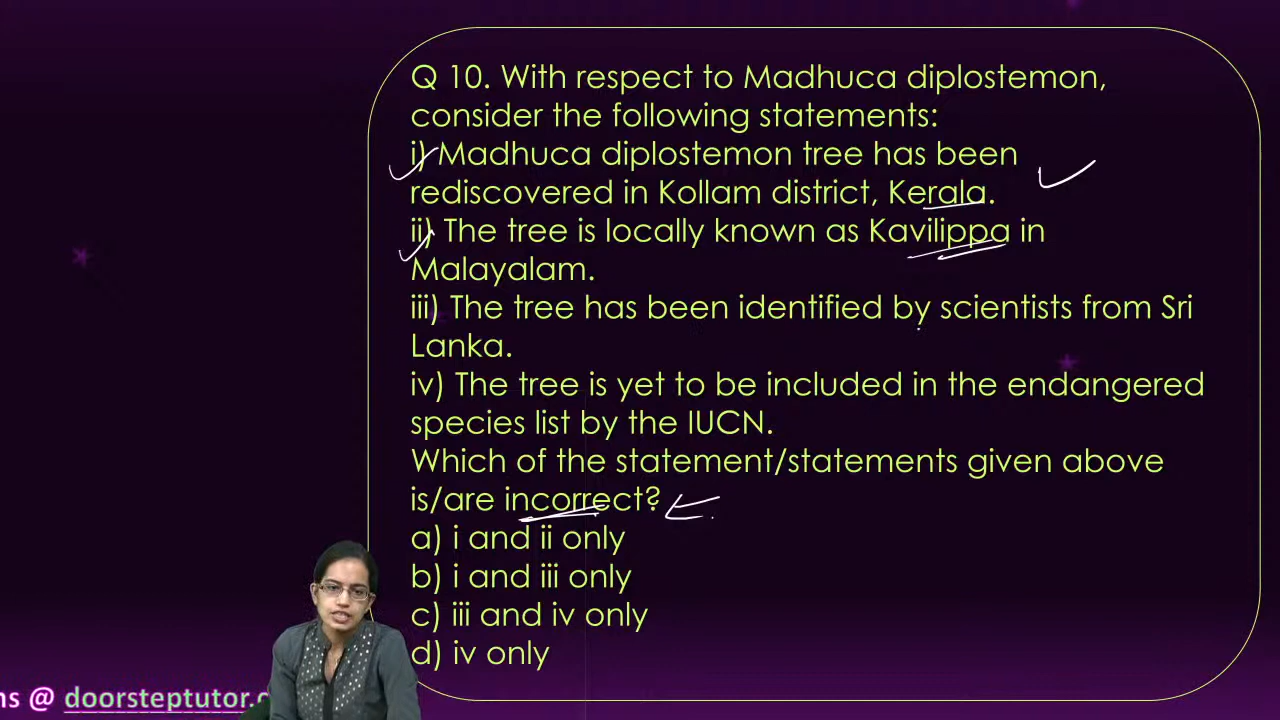 Q 10. With respect to Madhuca diplostemon,
consider the following statements:
i) Madhuca diplostemon tree has been
rediscovered in Kollam district, Kerala.
ii) The tree is locally known as Kavilippa in
Malayalam.
iii) The tree has been identified by scientists from Sri
Lanka.
iv) The tree is yet to be included in the endangered
species list by the IUCN.
Which of the statement/statements given above
is/are incorrect?
a) i and ii only
b) i and iii only
c) iii and iv only
d) iv only
ns @ doorsteptutor.c